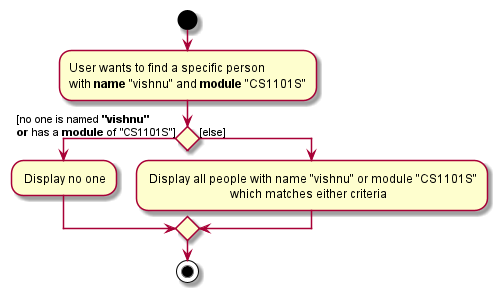 User wants to find a specific person
with name "vishnu" and module "CS1101S"
[no one is named "vishnu"
or has a module of "CS1101S"]
[else]
Display no one
Display all people with name "vishnu" or module "CS1101S"
which matches either criteria